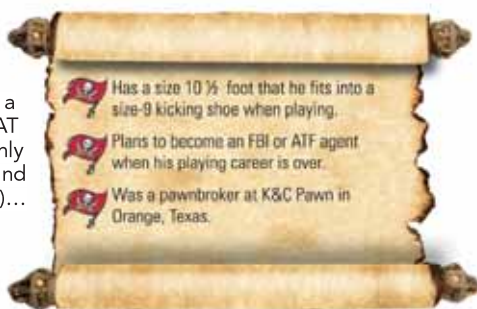 a
AT
nly
nd
)…
Has a size 10 ½ foot that he fits into a
size-9 kicking shoe when playing.
Plans to become an FBI or ATF agent
when his playing career is over.
Was a pawnbroker at K&C Pawn in
Orange, Texas.